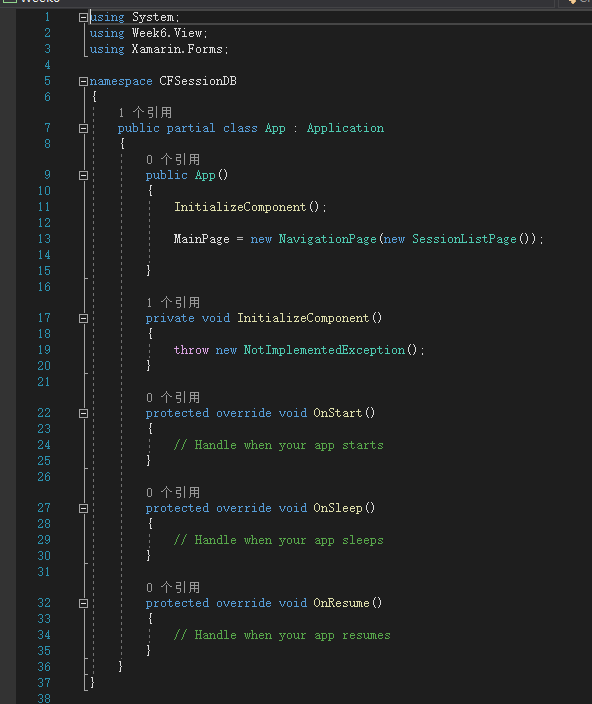 1 using System;
2 using Week6.View;
3 using Xamarin.Forms;
4
5 namespace CFSessionDB
6 {
1 个引用
7 public partial class App : Application
8 {
0 个引用
9 public App()
10 {
11 InitializeComponent();
12
13 MainPage = new NavigationPage(new SessionListPage());
14
15 }
16
1 个引用
17 private void InitializeComponent()
18 {
19 throw new NotImplementedException();
20 }
21
0 个引用
22 protected override void OnStart()
23 {
24 // Handle when your app starts
25 }
26
0 个引用
27 protected override void OnSleep()
28 {
29 // Handle when your app sleeps
30 }
31
0 个引用
32 protected override void OnResume()
33 {
34 // Handle when your app resumes
35 }
36 }
37 }
38